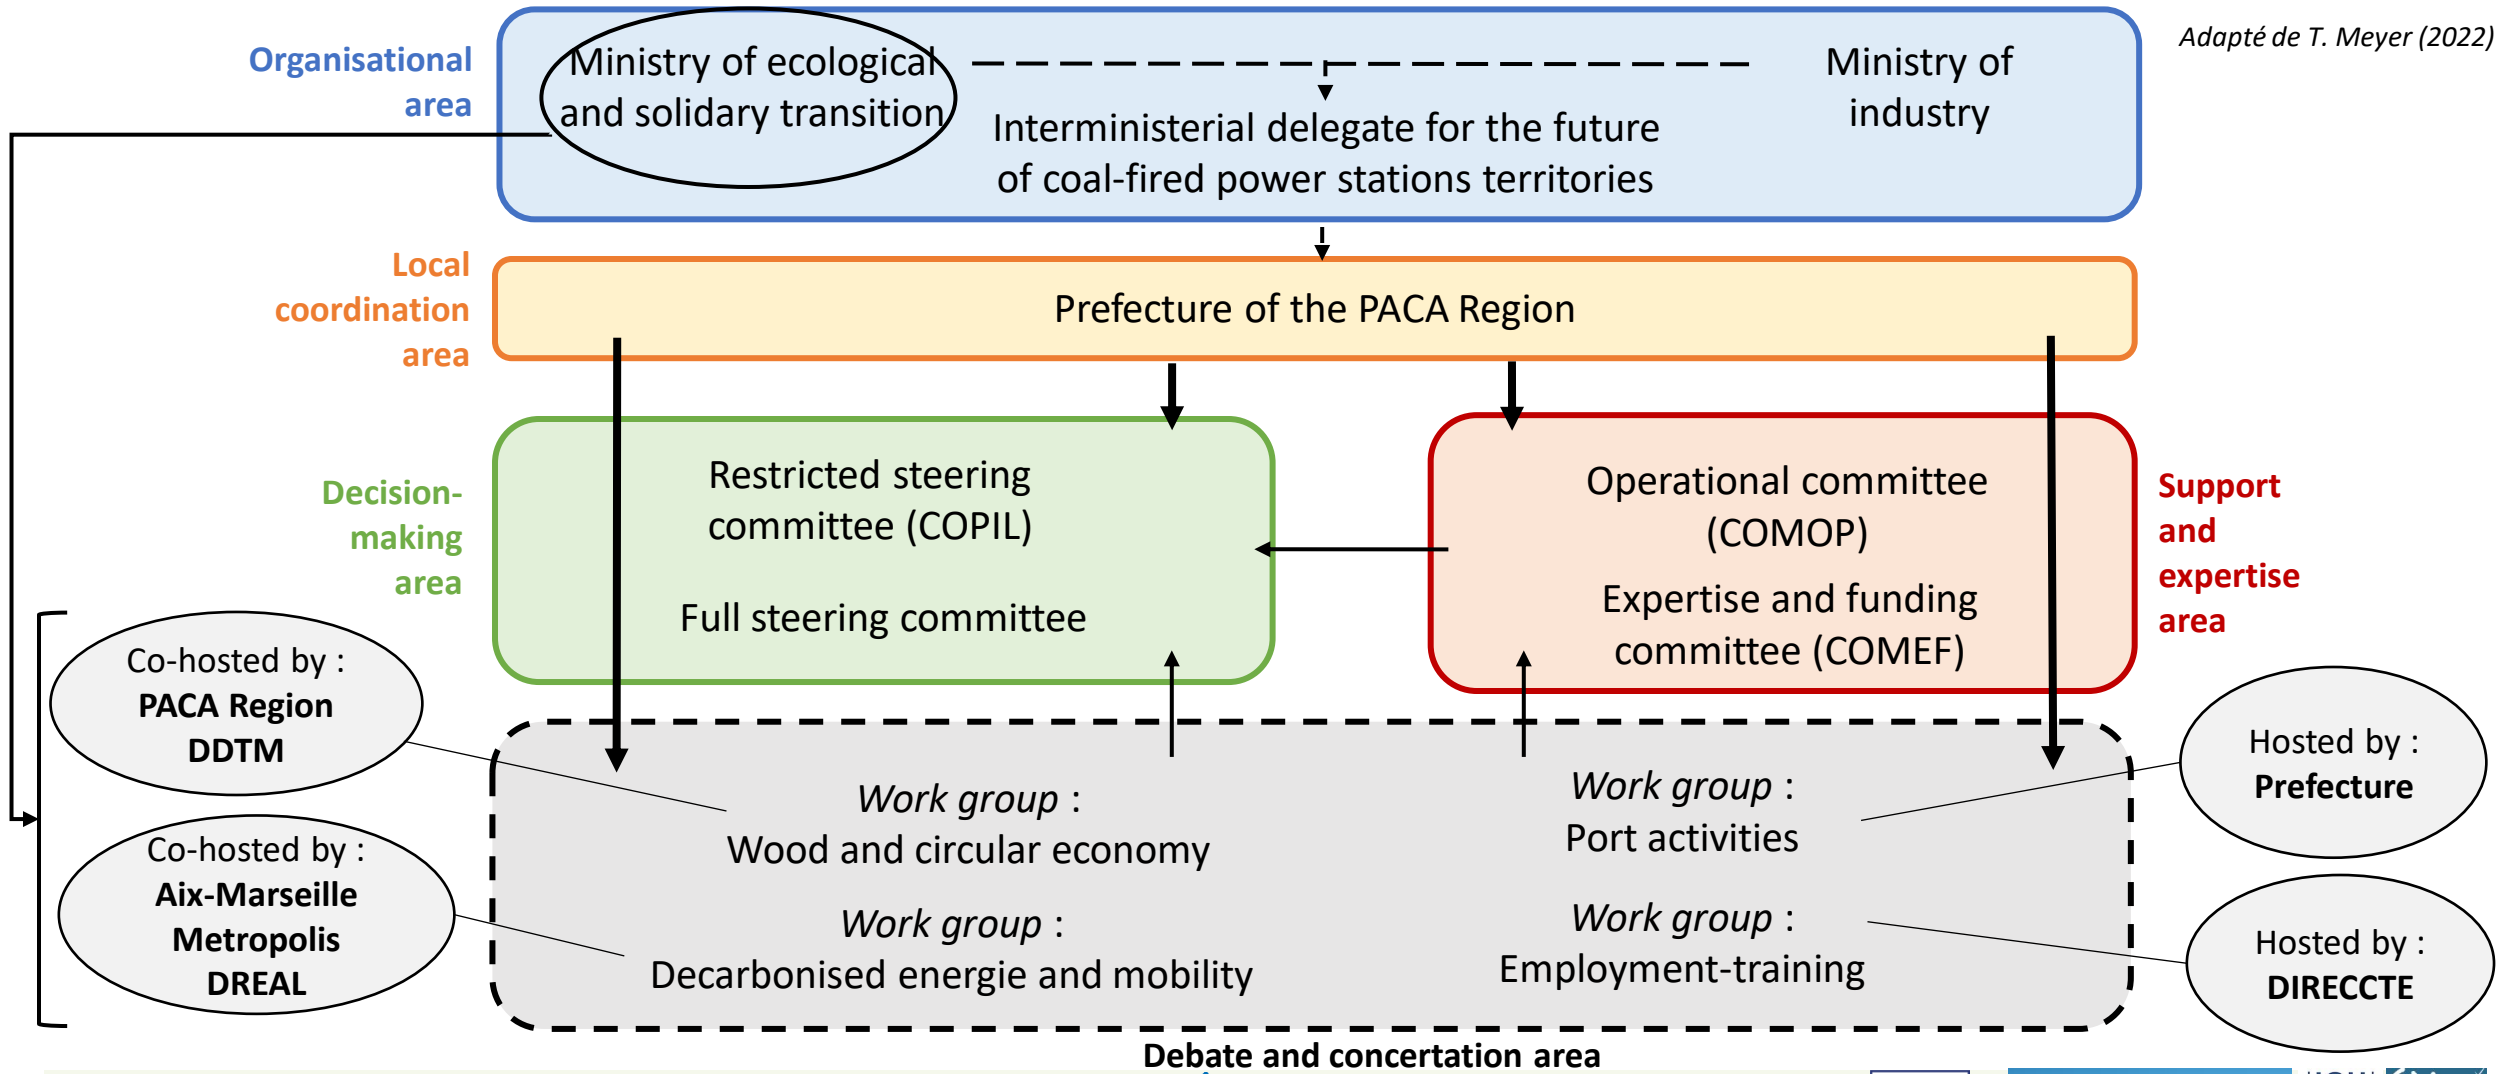 Adapté de T. Meyer (2022)
Organisational
area
Ministry of ecological
and solidary transition
Ministry of
industry
Interministerial delegate for the future
of coal-fired power stations territories
Local
coordination
area
Prefecture of the PACA Region
Decision-
making
area
Restricted steering
committee (COPIL)
Full steering committee
Operational committee
(COMOP)
Expertise and funding
committee (COMEF)
Support
and
expertise
area
Co-hosted by :
PACA Region
DDTM
Co-hosted by :
Aix-Marseille
Metropolis
DREAL
Work group :
Wood and circular economy
Work group :
Decarbonised energie and mobility
Work group :
Port activities
Work group :
Employment-training
Hosted by :
Prefecture
Hosted by :
DIRECCTE
Debate and concertation area